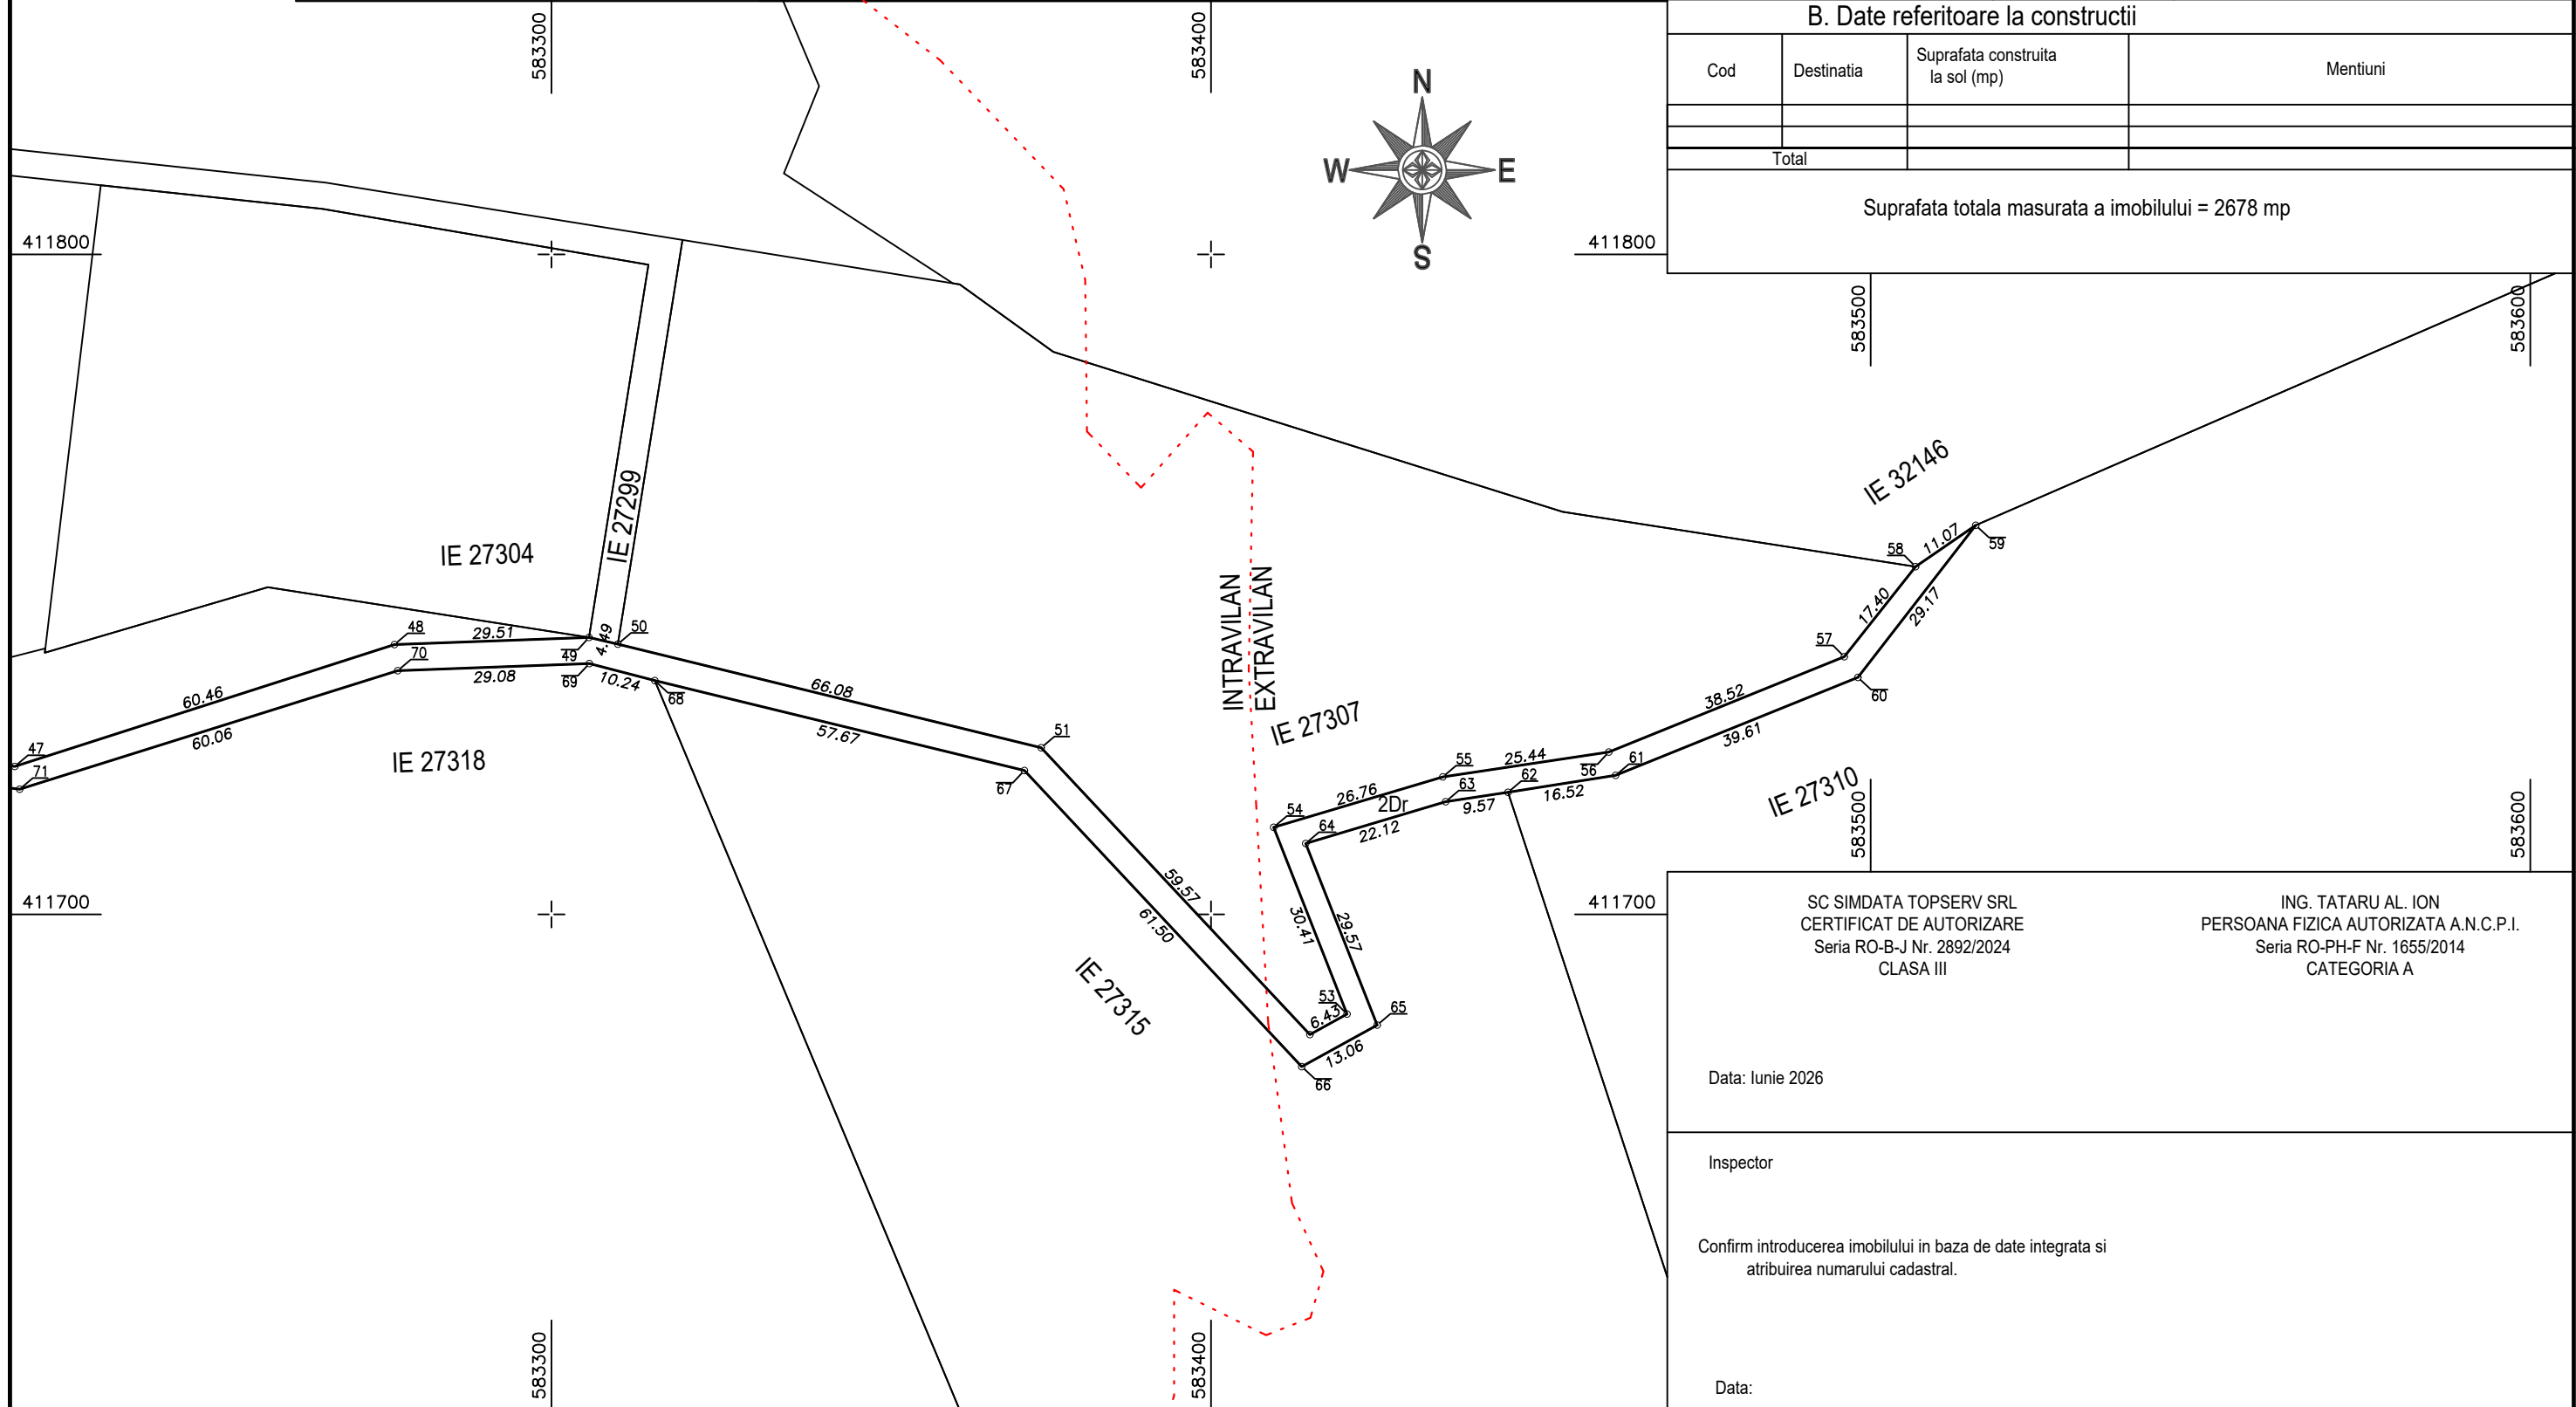 583300
583400
B. Date referitoare la constructii
Cod
Destinatia
Suprafata construita
la sol (mp)
Mentiuni
Total
Suprafata totala masurata a imobilului = 2678 mp
N
W
E
S
411800
411800
583500
583600
IE 32146
IE 27299
IE 27304
58
11.07
59
17.40
29.17
57
60
INTRAVILAN
EXTRAVILAN
48
29.51
4.49
50
49
70
29.08
69
10.24
68
66.08
60.46
60.06
57.67
51
67
47
71
IE 27318
IE 27307
38.52
39.61
55
25.44
56
61
62
63
26.76
2Dr
9.57
16.52
54
64
22.12
IE 27310
583500
583600
59.57
61.50
30.41
29.57
411700
411700
IE 27315
53
6.43
65
13.06
66
SC SIMDATA TOPSERV SRL
CERTIFICAT DE AUTORIZARE
Seria RO-B-J Nr. 2892/2024
CLASA III
ING. TATARU AL. ION
PERSOANA FIZICA AUTORIZATA A.N.C.P.I.
Seria RO-PH-F Nr. 1655/2014
CATEGORIA A
Data: Iunie 2026
Inspector
Confirm introducerea imobilului in baza de date integrata si
atribuirea numarului cadastral.
Data:
583300
583400